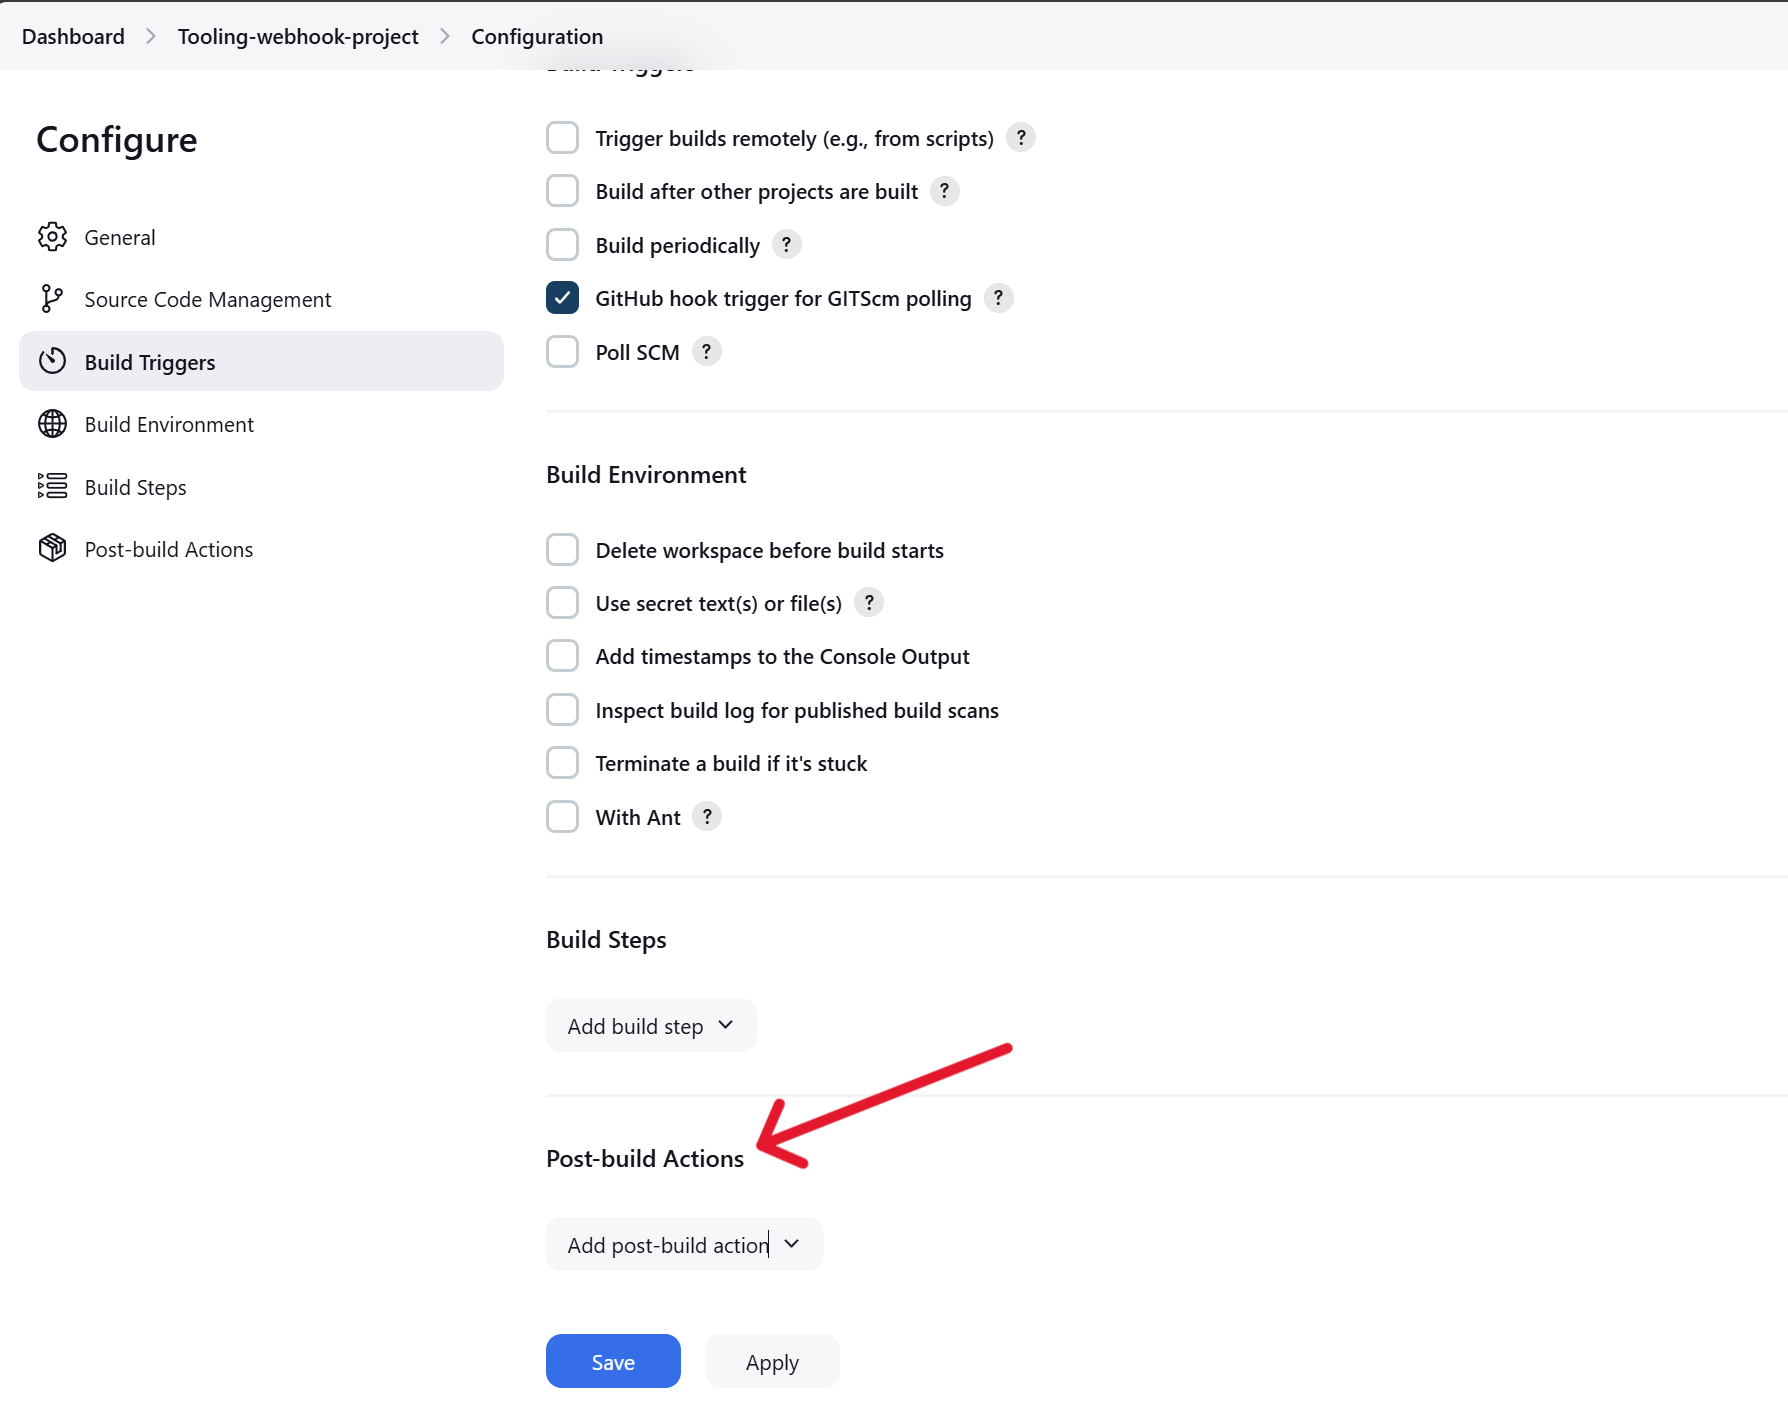 Dashboard > Tooling-webhook-project > Configuration
Build Triggers
Configure
General
Source Code Management
Build Triggers
Build Environment
Build Steps
Post-build Actions
Trigger builds remotely (e.g., from scripts) ?
Build after other projects are built ?
Build periodically ?
GitHub hook trigger for GITScm polling ?
Poll SCM ?
Build Environment
Delete workspace before build starts
Use secret text(s) or file(s) ?
Add timestamps to the Console Output
Inspect build log for published build scans
Terminate a build if it's stuck
With Ant ?
Build Steps
Add build step
Post-build Actions
Add post-build action
Save
Apply